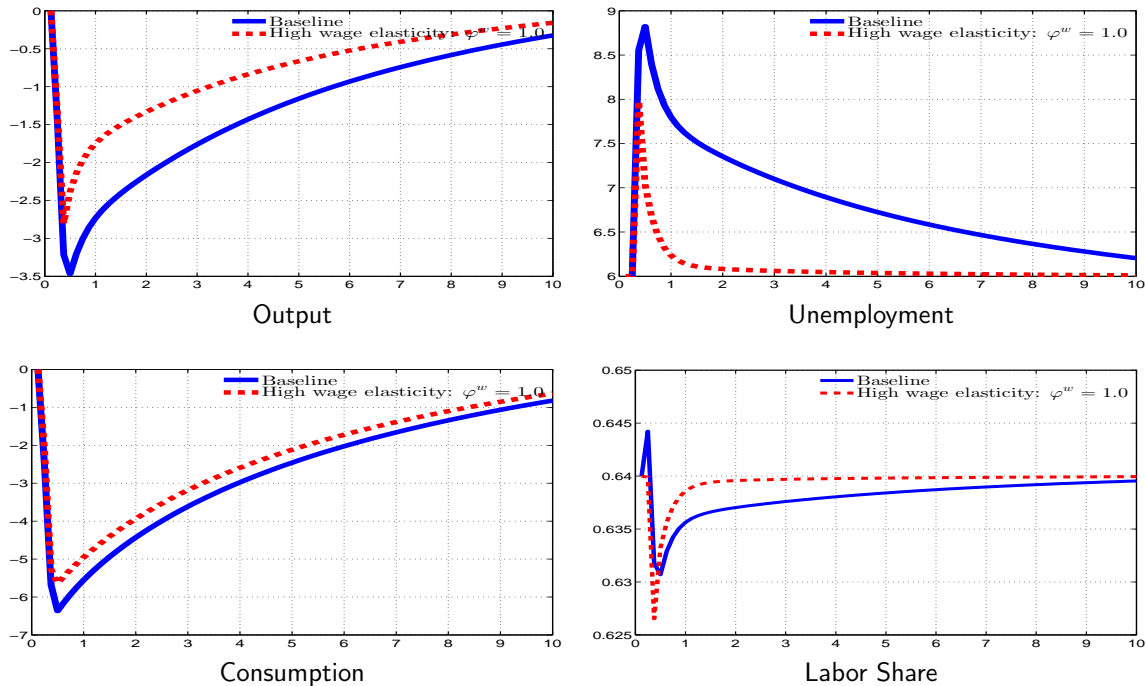 Baseline
High wage elasticity: φʷ = 1.0
0
−0.5
−1
−1.5
−2
−2.5
−3
−3.5
0 1 2 3 4 5 6 7 8 9 10
Output
Baseline
High wage elasticity: φʷ = 1.0
9
8.5
8
7.5
7
6.5
6
0 1 2 3 4 5 6 7 8 9 10
Unemployment
Baseline
High wage elasticity: φʷ = 1.0
0
−1
−2
−3
−4
−5
−6
−7
0 1 2 3 4 5 6 7 8 9 10
Consumption
Baseline
High wage elasticity: φʷ = 1.0
0.65
0.645
0.64
0.635
0.63
0.625
0 1 2 3 4 5 6 7 8 9 10
Labor Share